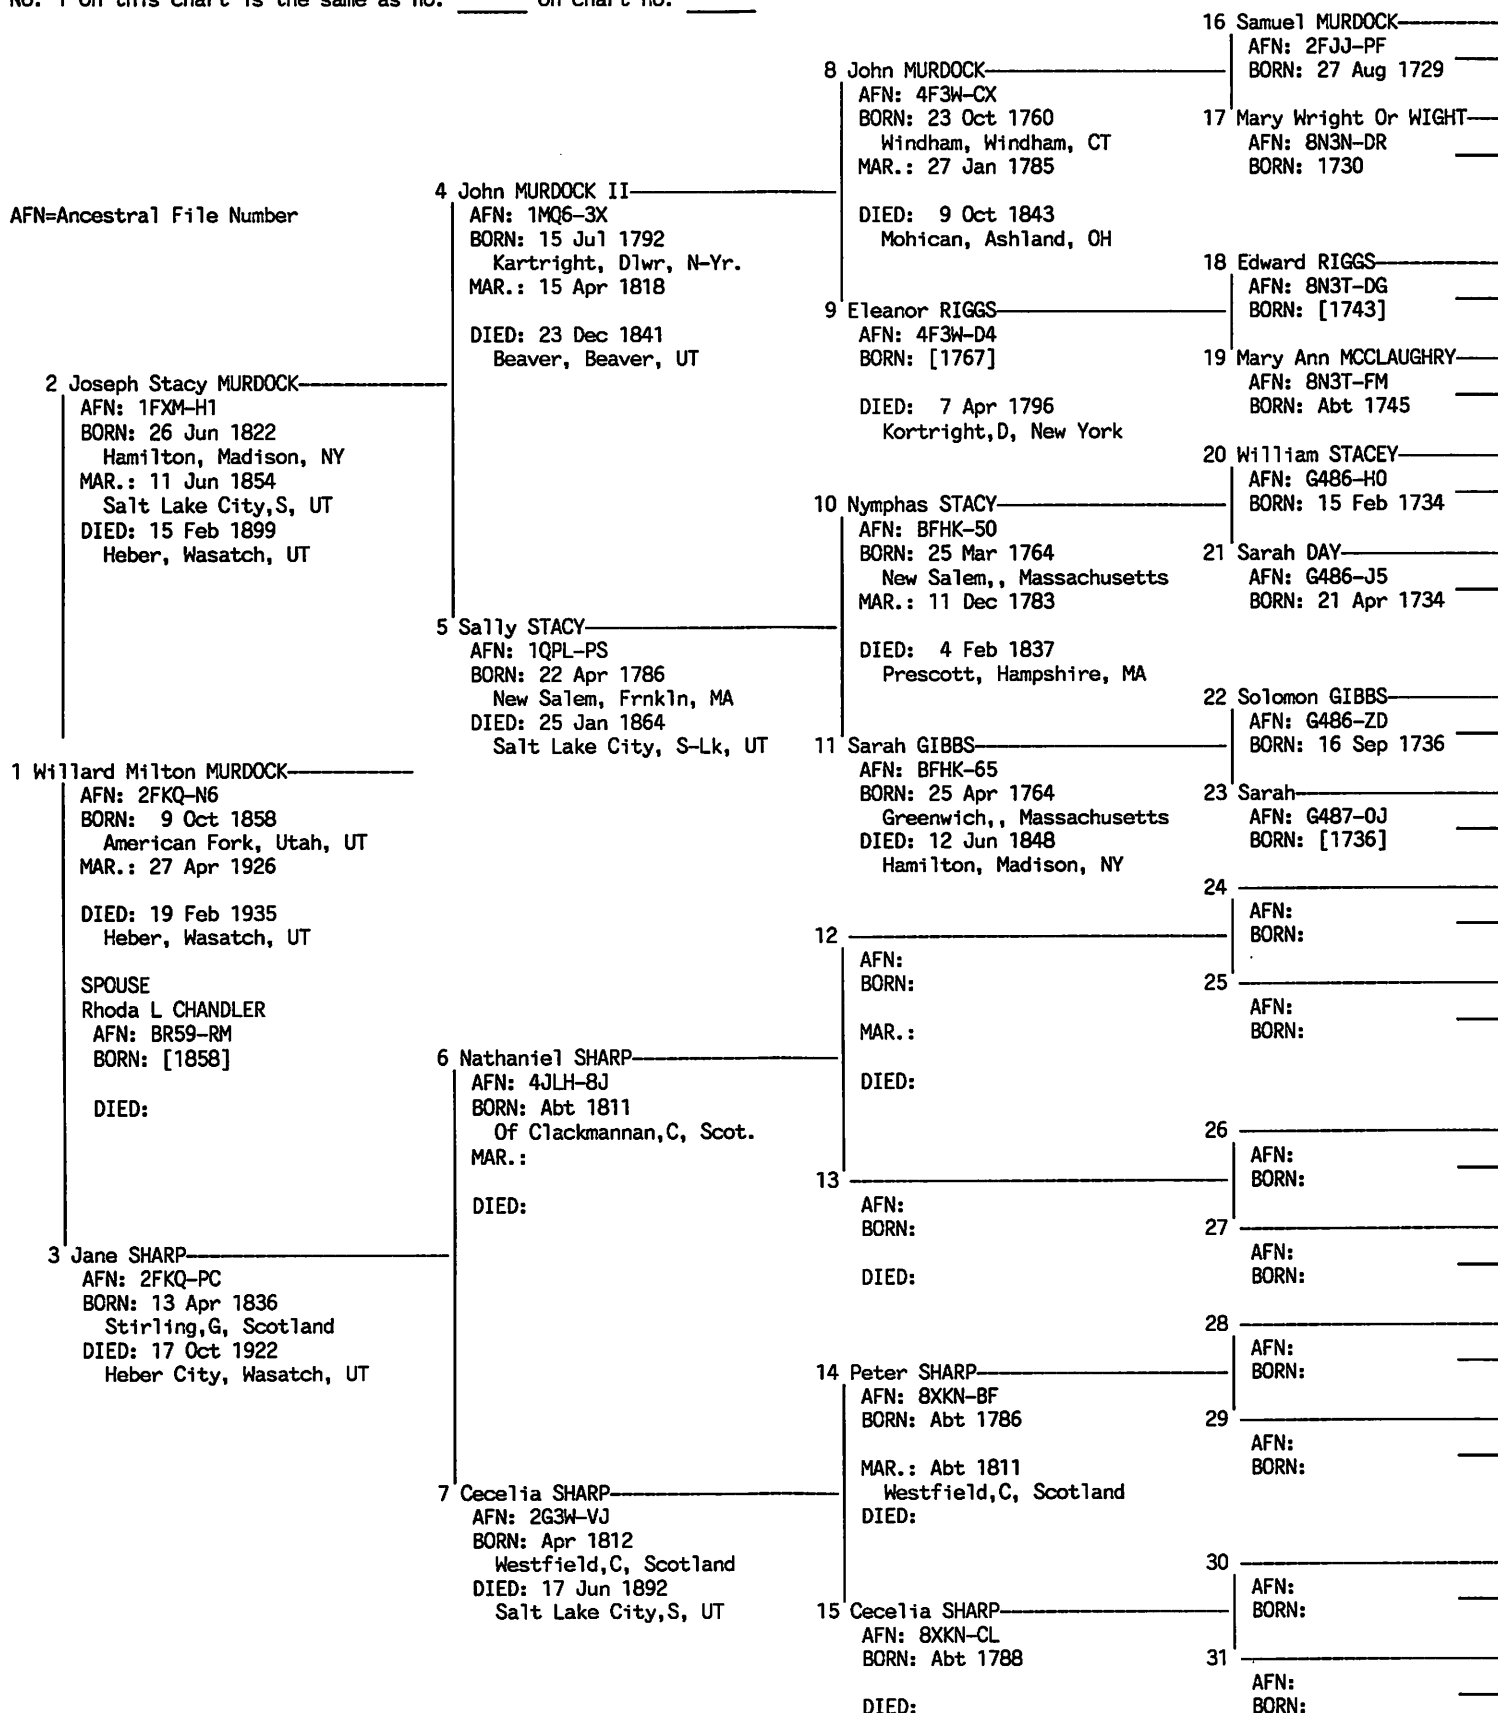 No. 1 on this chart is the same as no. _____ on chart no. _____
16 Samuel MURDOCK
AFN: 2FJJ-PF
BORN: 27 Aug 1729
8 John MURDOCK
AFN: 4F3W-CX
BORN: 23 Oct 1760
Windham, Windham, CT
MAR.: 27 Jan 1785
DIED: 9 Oct 1843
Mohican, Ashland, OH
17 Mary Wright Or WIGHT
AFN: 8N3N-DR
BORN: 1730
4 John MURDOCK II
AFN: 1MQ6-3X
BORN: 15 Jul 1792
Kartright, Dlwr, N-Yr.
MAR.: 15 Apr 1818
DIED: 23 Dec 1841
Beaver, Beaver, UT
AFN=Ancestral File Number
18 Edward RIGGS
AFN: 8N3T-DG
BORN: [1743]
9 Eleanor RIGGS
AFN: 4F3W-D4
BORN: [1767]
DIED: 7 Apr 1796
Kortright,D, New York
19 Mary Ann MCCLAUGHRY
AFN: 8N3T-FM
BORN: Abt 1745
2 Joseph Stacy MURDOCK
AFN: 1FXM-H1
BORN: 26 Jun 1822
Hamilton, Madison, NY
MAR.: 11 Jun 1854
Salt Lake City,S, UT
DIED: 15 Feb 1899
Heber, Wasatch, UT
20 William STACEY
AFN: G486-H0
BORN: 15 Feb 1734
10 Nymphas STACY
AFN: BFHK-50
BORN: 25 Mar 1764
New Salem,, Massachusetts
MAR.: 11 Dec 1783
DIED: 4 Feb 1837
Prescott, Hampshire, MA
21 Sarah DAY
AFN: G486-J5
BORN: 21 Apr 1734
5 Sally STACY
AFN: 1QPL-PS
BORN: 22 Apr 1786
New Salem, Frnkln, MA
DIED: 25 Jan 1864
Salt Lake City, S-Lk, UT
22 Solomon GIBBS
AFN: G486-ZD
BORN: 16 Sep 1736
11 Sarah GIBBS
AFN: BFHK-65
BORN: 25 Apr 1764
Greenwich,, Massachusetts
DIED: 12 Jun 1848
Hamilton, Madison, NY
23 Sarah
AFN: G487-0J
BORN: [1736]
1 Willard Milton MURDOCK
AFN: 2FKQ-N6
BORN: 9 Oct 1858
American Fork, Utah, UT
MAR.: 27 Apr 1926
DIED: 19 Feb 1935
Heber, Wasatch, UT
SPOUSE
Rhoda L CHANDLER
AFN: BR59-RM
BORN: [1858]
DIED:
24
AFN:
BORN:
12
AFN:
BORN:
MAR.:
DIED:
25
AFN:
BORN:
6 Nathaniel SHARP
AFN: 4JLH-8J
BORN: Abt 1811
Of Clackmannan,C, Scot.
MAR.:
DIED:
26
AFN:
BORN:
13
AFN:
BORN:
DIED:
27
AFN:
BORN:
3 Jane SHARP
AFN: 2FKQ-PC
BORN: 13 Apr 1836
Stirling,G, Scotland
DIED: 17 Oct 1922
Heber City, Wasatch, UT
28
AFN:
BORN:
14 Peter SHARP
AFN: 8XKN-BF
BORN: Abt 1786
MAR.: Abt 1811
Westfield,C, Scotland
DIED:
29
AFN:
BORN:
7 Cecelia SHARP
AFN: 2G3W-VJ
BORN: Apr 1812
Westfield,C, Scotland
DIED: 17 Jun 1892
Salt Lake City,S, UT
30
AFN:
BORN:
15 Cecelia SHARP
AFN: 8XKN-CL
BORN: Abt 1788
DIED:
31
AFN:
BORN: